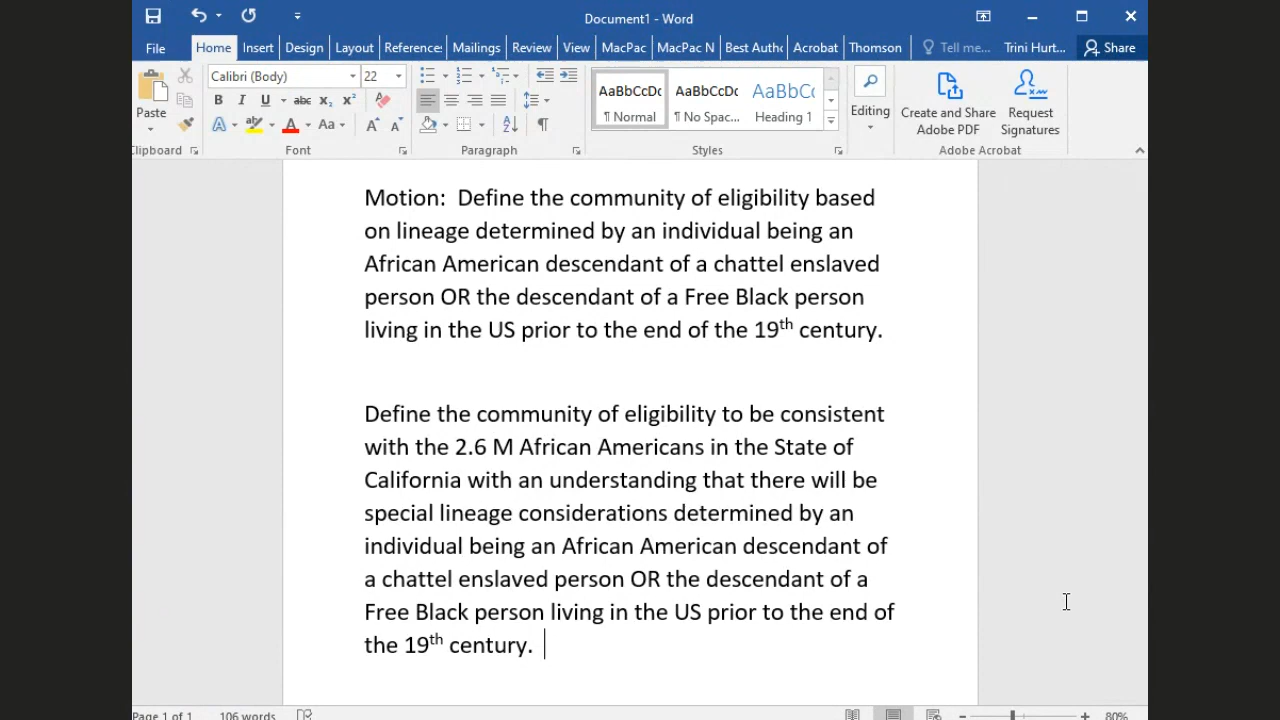 Document1 - Word
File Home Insert Design Layout References Mailings Review View MacPac MacPac N Best Autho Acrobat Thomson Tell me... Trini Hurt... Share
Calibri (Body) 22
AaBbCcDc AaBbCcDc AaBbCc
Paste
B I U abc x₂ x²
¶ Normal ¶ No Spac... Heading 1
Editing
Create and Share Adobe PDF
Request Signatures
A aby A Aa A A
Clipboard Font Paragraph Styles Adobe Acrobat
Motion:  Define the community of eligibility based
on lineage determined by an individual being an
African American descendant of a chattel enslaved
person OR the descendant of a Free Black person
living in the US prior to the end of the 19th century.
Define the community of eligibility to be consistent
with the 2.6 M African Americans in the State of
California with an understanding that there will be
special lineage considerations determined by an
individual being an African American descendant of
a chattel enslaved person OR the descendant of a
Free Black person living in the US prior to the end of
the 19th century.
Page 1 of 1 106 words 80%